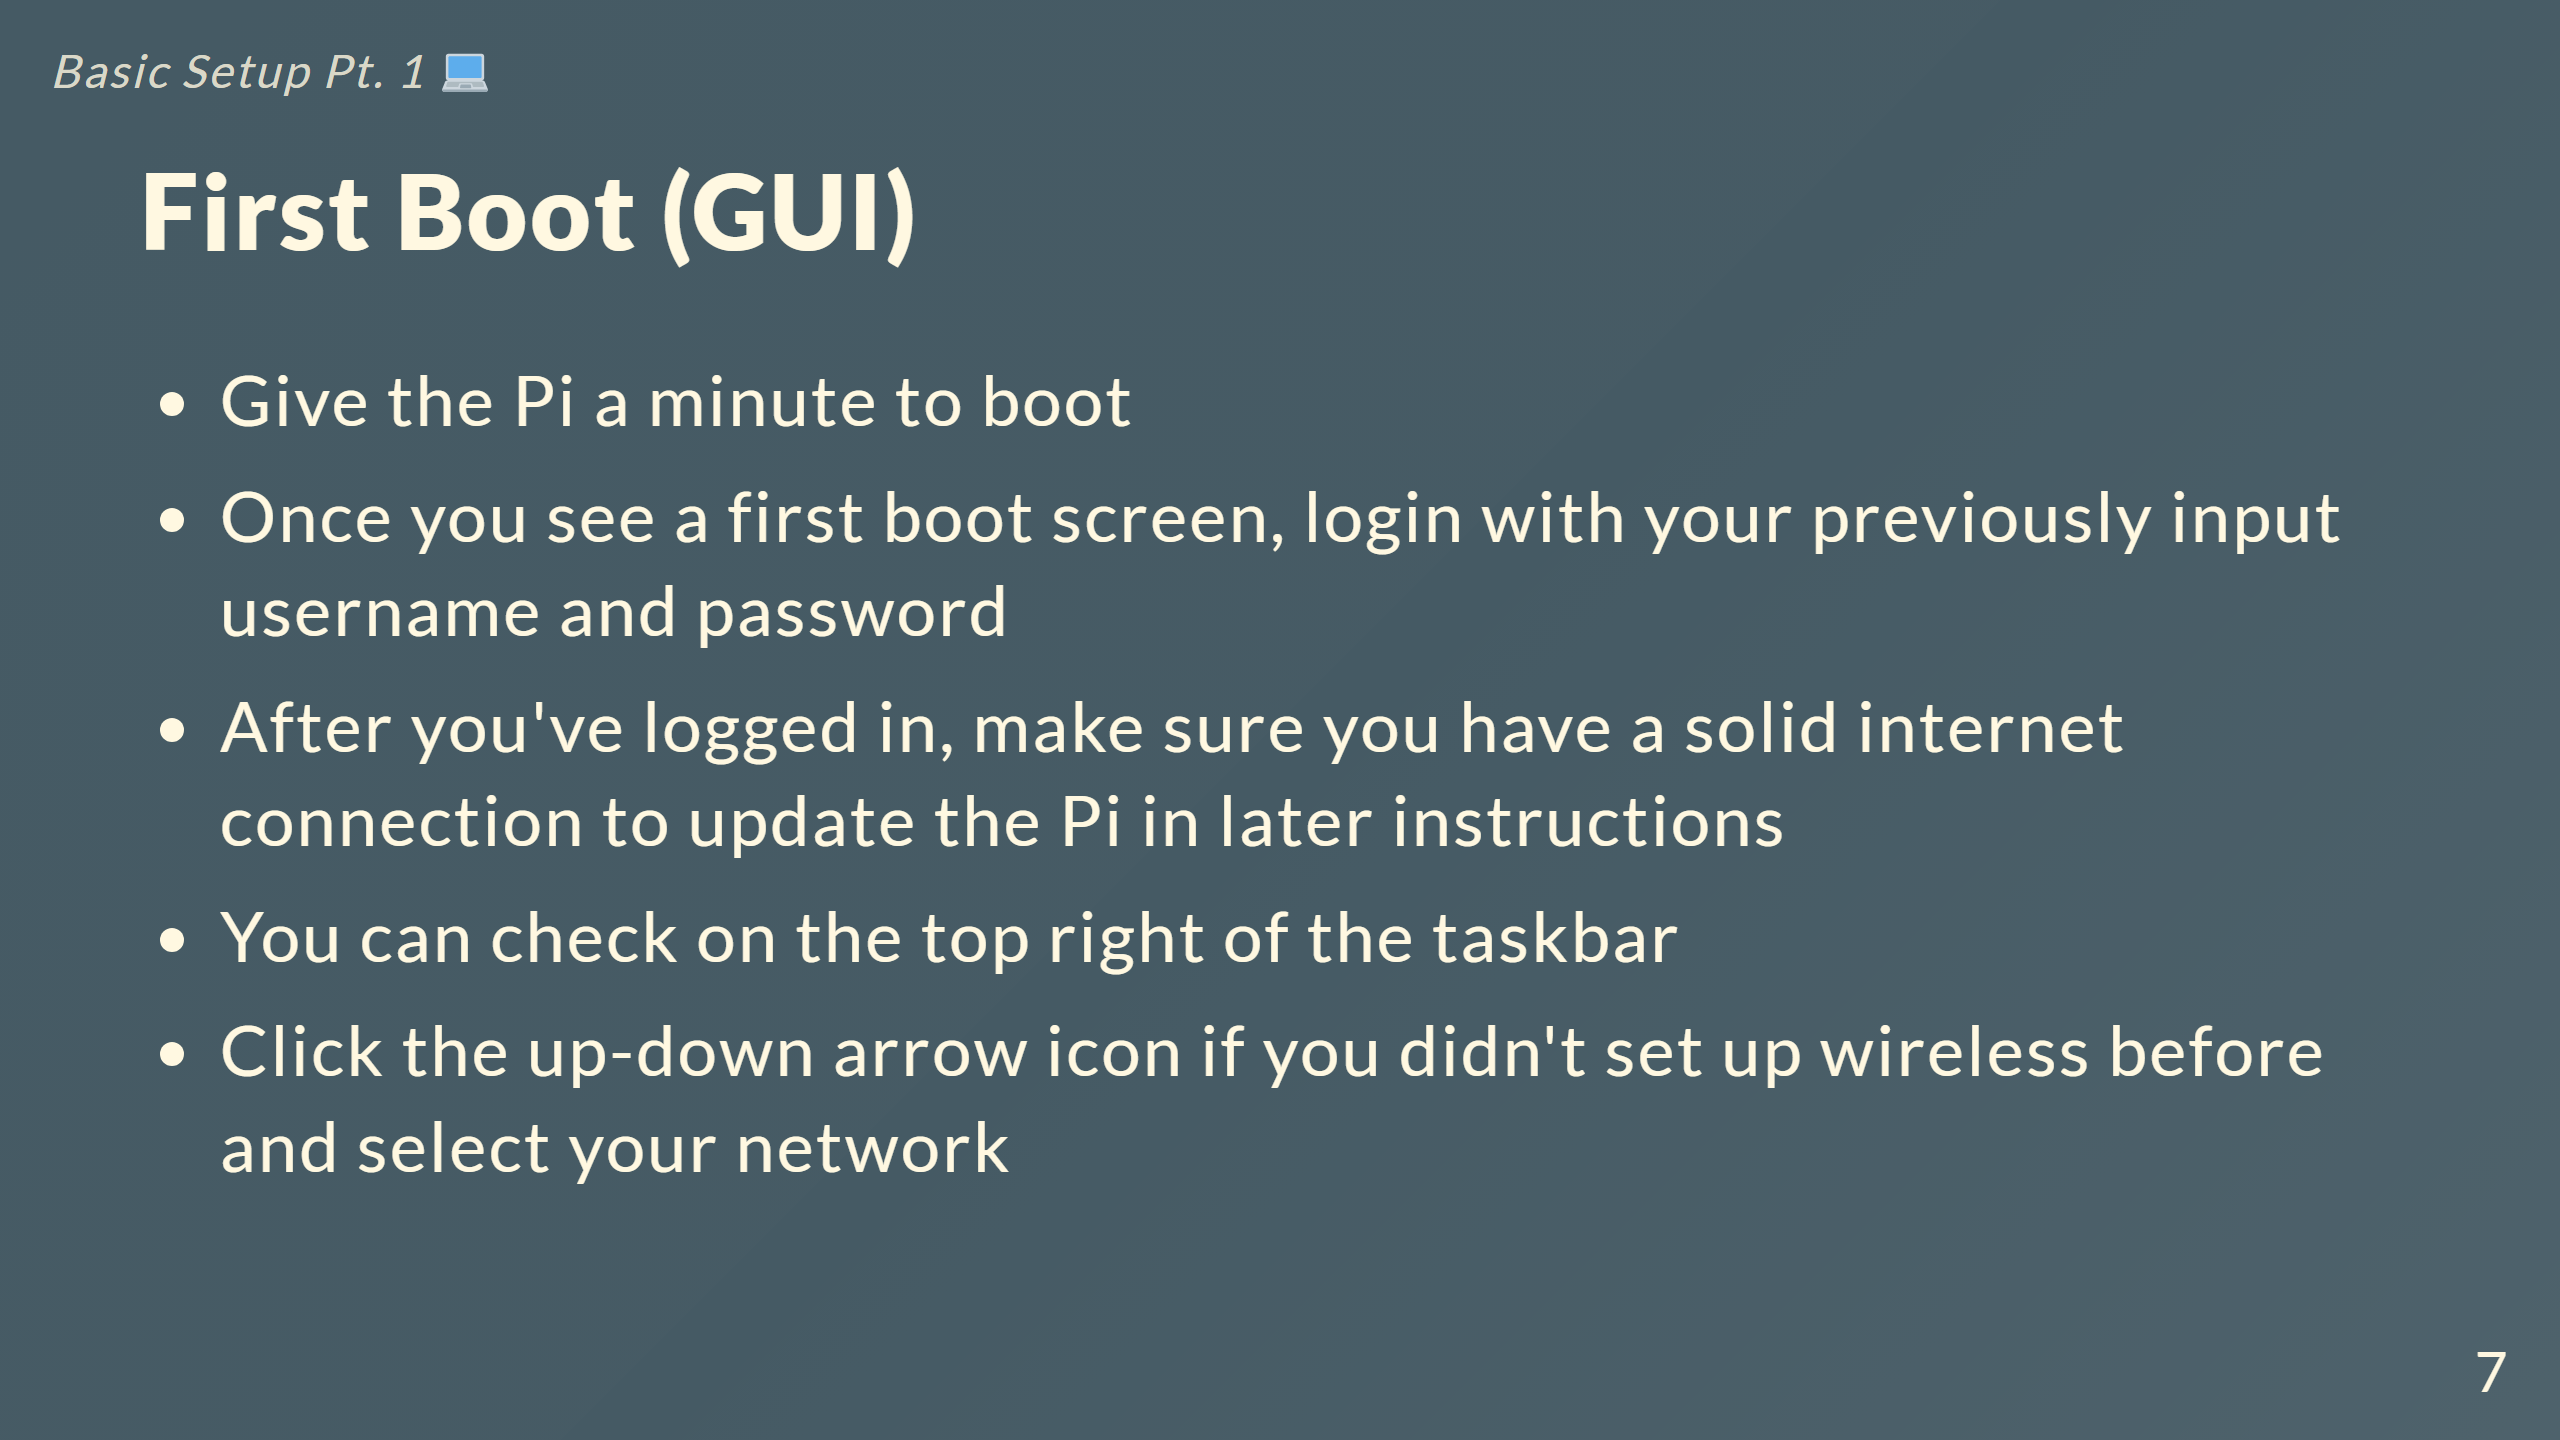 Basic Setup Pt. 1 💻
First Boot (GUI)
• Give the Pi a minute to boot
• Once you see a first boot screen, login with your previously input
username and password
• After you've logged in, make sure you have a solid internet
connection to update the Pi in later instructions
• You can check on the top right of the taskbar
• Click the up-down arrow icon if you didn't set up wireless before
and select your network
7